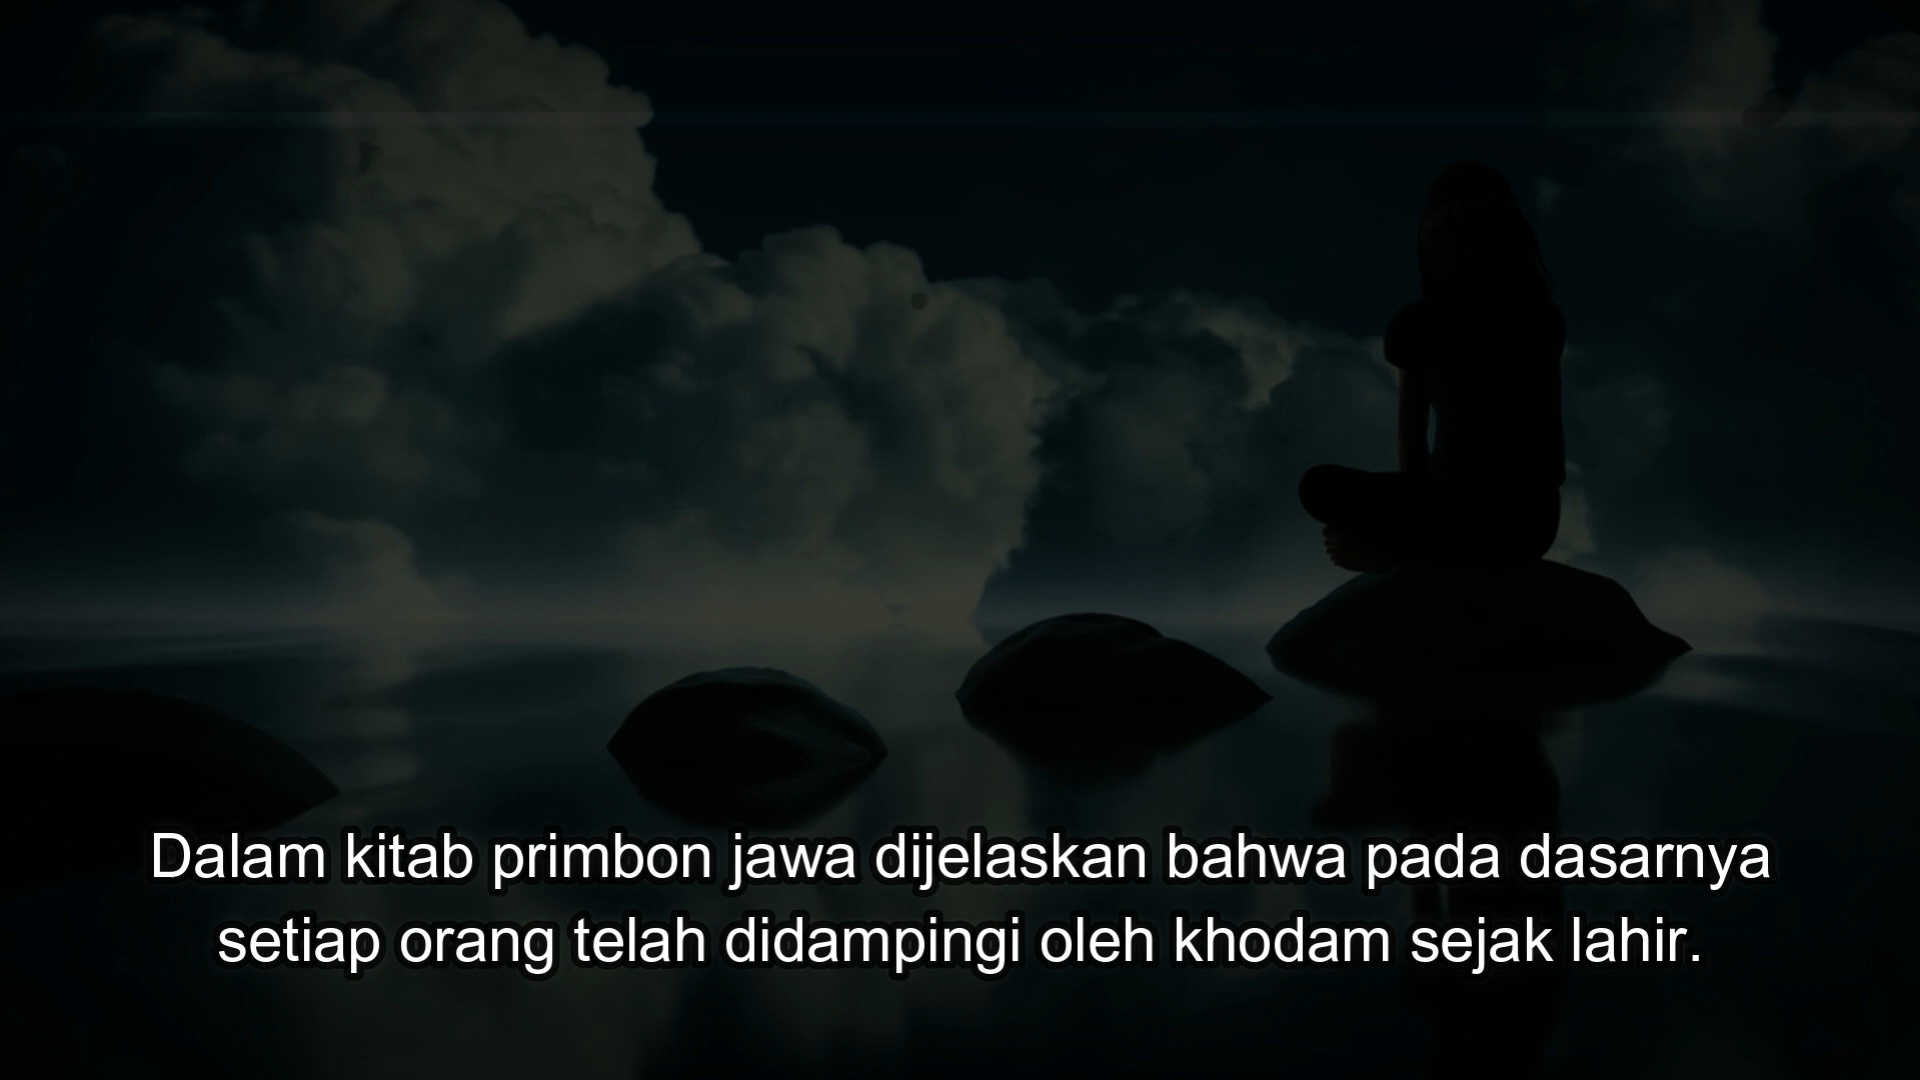 Dalam kitab primbon jawa dijelaskan bahwa pada dasarnya
setiap orang telah didampingi oleh khodam sejak lahir.